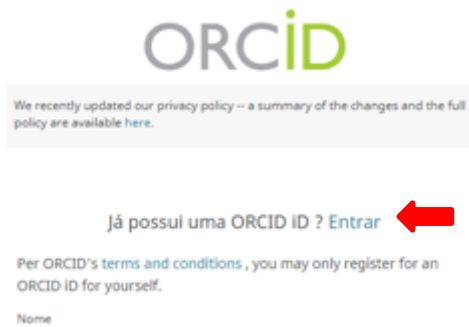 ORCID
We recently updated our privacy policy -- a summary of the changes and the full
policy are available here.
Já possui uma ORCID iD ? Entrar
Per ORCID's terms and conditions , you may only register for an
ORCID iD for yourself.
Nome